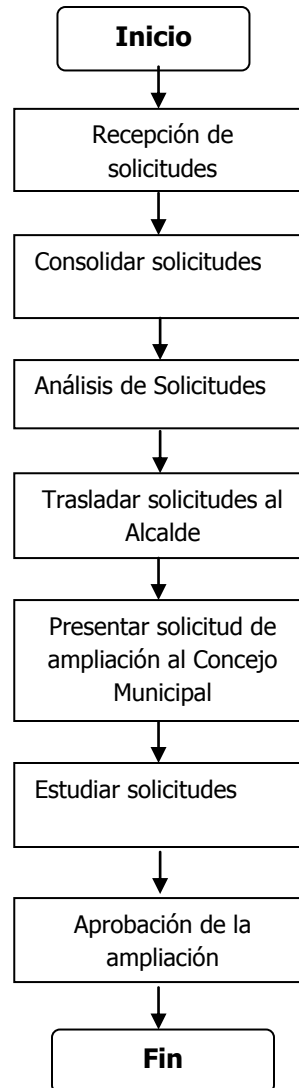 Inicio
Recepción de
solicitudes
Consolidar solicitudes
Análisis de Solicitudes
Trasladar solicitudes al
Alcalde
Presentar solicitud de
ampliación al Concejo
Municipal
Estudiar solicitudes
Aprobación de la
ampliación
Fin